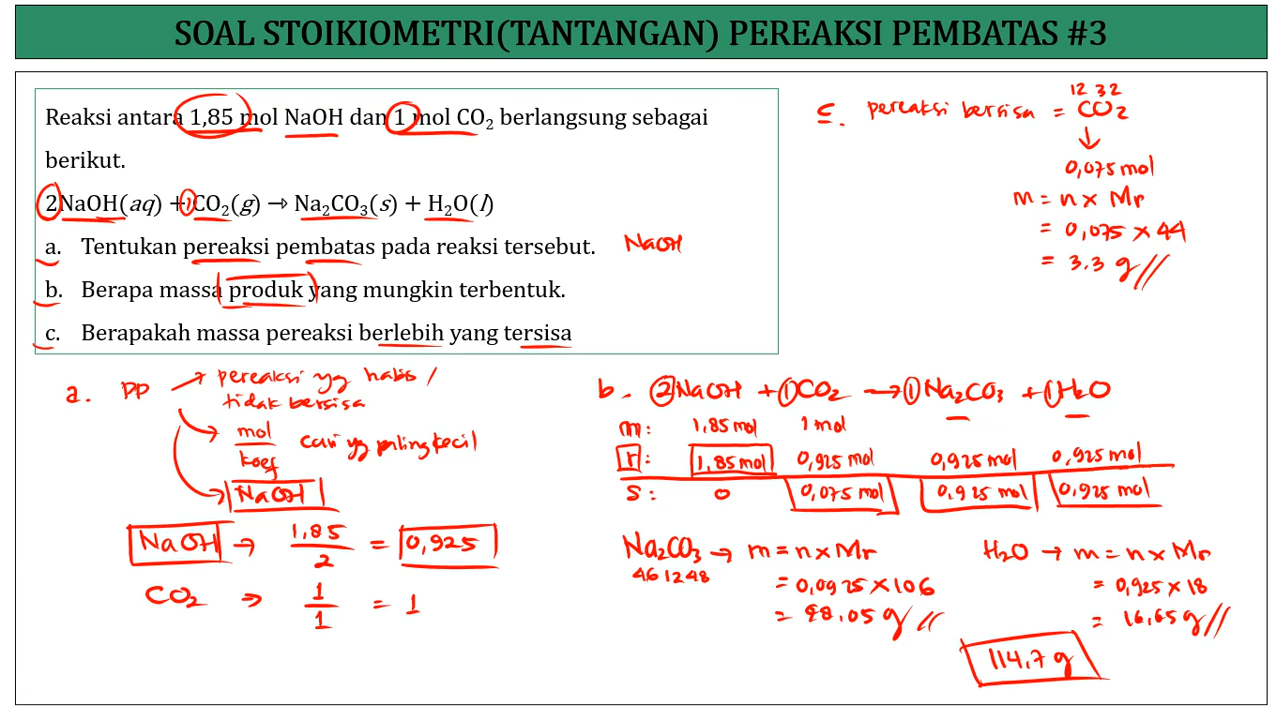 SOAL STOIKIOMETRI(TANTANGAN) PEREAKSI PEMBATAS #3
Reaksi antara 1,85 mol NaOH dan 1 mol CO₂ berlangsung sebagai
berikut.
2NaOH(aq) + 1CO₂(g) → Na₂CO₃(s) + H₂O(l)
a. Tentukan pereaksi pembatas pada reaksi tersebut. NaOH
b. Berapa massa produk yang mungkin terbentuk.
c. Berapakah massa pereaksi berlebih yang tersisa
12 32
c. pereaksi bersisa = CO₂
↓
0,075 mol
m = n × Mr
= 0,075 × 44
= 3.3 g //
a. PP → pereaksi yg habis /
tidak bersisa
→ mol
koef
cari yg paling kecil
→ NaOH
NaOH → 1,85
2
= 0,925
CO₂ → 1
1
= 1
b. 2NaOH + 1CO₂ → 1Na₂CO₃ + 1H₂O
m: 1,85 mol 1 mol
r: 1,85 mol 0,925 mol 0,925 mol 0,925 mol
s: 0 0,075 mol 0,925 mol 0,925 mol
Na₂CO₃ → m = n × Mr
46 12 48
= 0,0925 × 106
= 98.05 g //
H₂O → m = n × Mr
= 0,925 × 18
= 16,65 g //
114,7 g